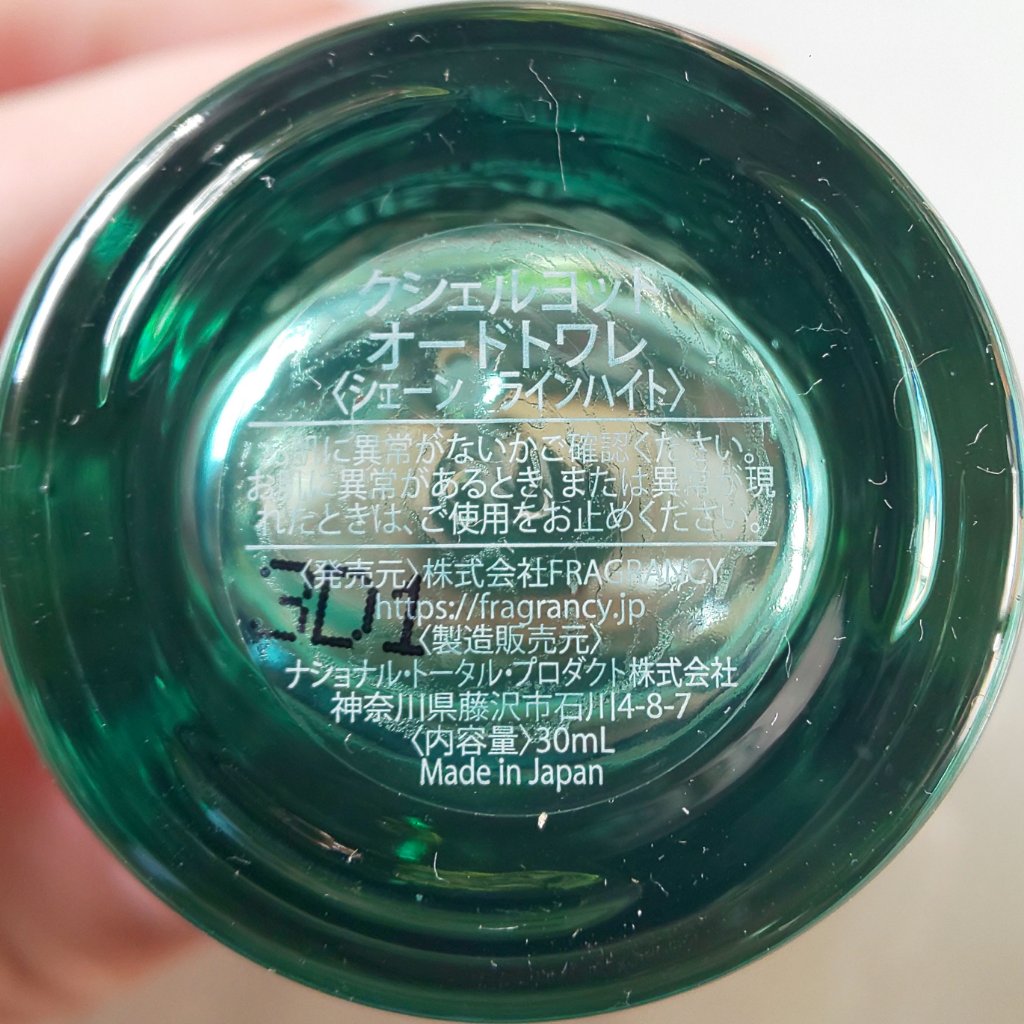 クシェルヨット
オードトワレ
〈シェーン ラインハイト〉
お肌に異常がないかご確認ください。
お肌に異常があるとき、または異常が現
れたときは、ご使用をお止めください。
〈発売元〉株式会社FRAGRANCY
https://fragrancy.jp
3D1
〈製造販売元〉
ナショナル・トータル・プロダクト株式会社
神奈川県藤沢市石川4-8-7
〈内容量〉30mL
Made in Japan